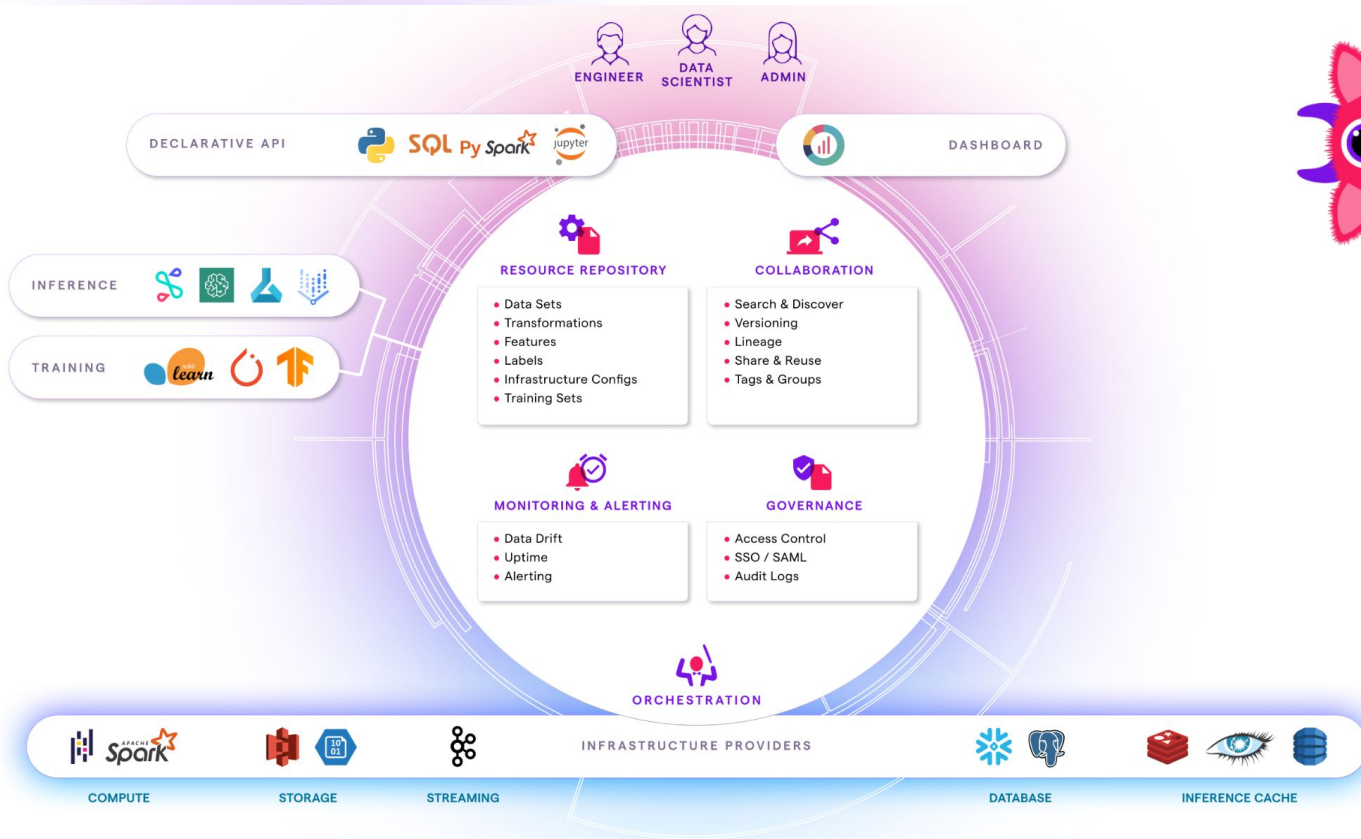 ENGINEER
DATA
SCIENTIST
ADMIN
DECLARATIVE API
SQL
Py Spark
jupyter
DASHBOARD
INFERENCE
TRAINING
scikit
learn
RESOURCE REPOSITORY
Data Sets
Transformations
Features
Labels
Infrastructure Configs
Training Sets
COLLABORATION
Search & Discover
Versioning
Lineage
Share & Reuse
Tags & Groups
MONITORING & ALERTING
Data Drift
Uptime
Alerting
GOVERNANCE
Access Control
SSO / SAML
Audit Logs
ORCHESTRATION
APACHE
Spark
10
01
INFRASTRUCTURE PROVIDERS
COMPUTE
STORAGE
STREAMING
DATABASE
INFERENCE CACHE